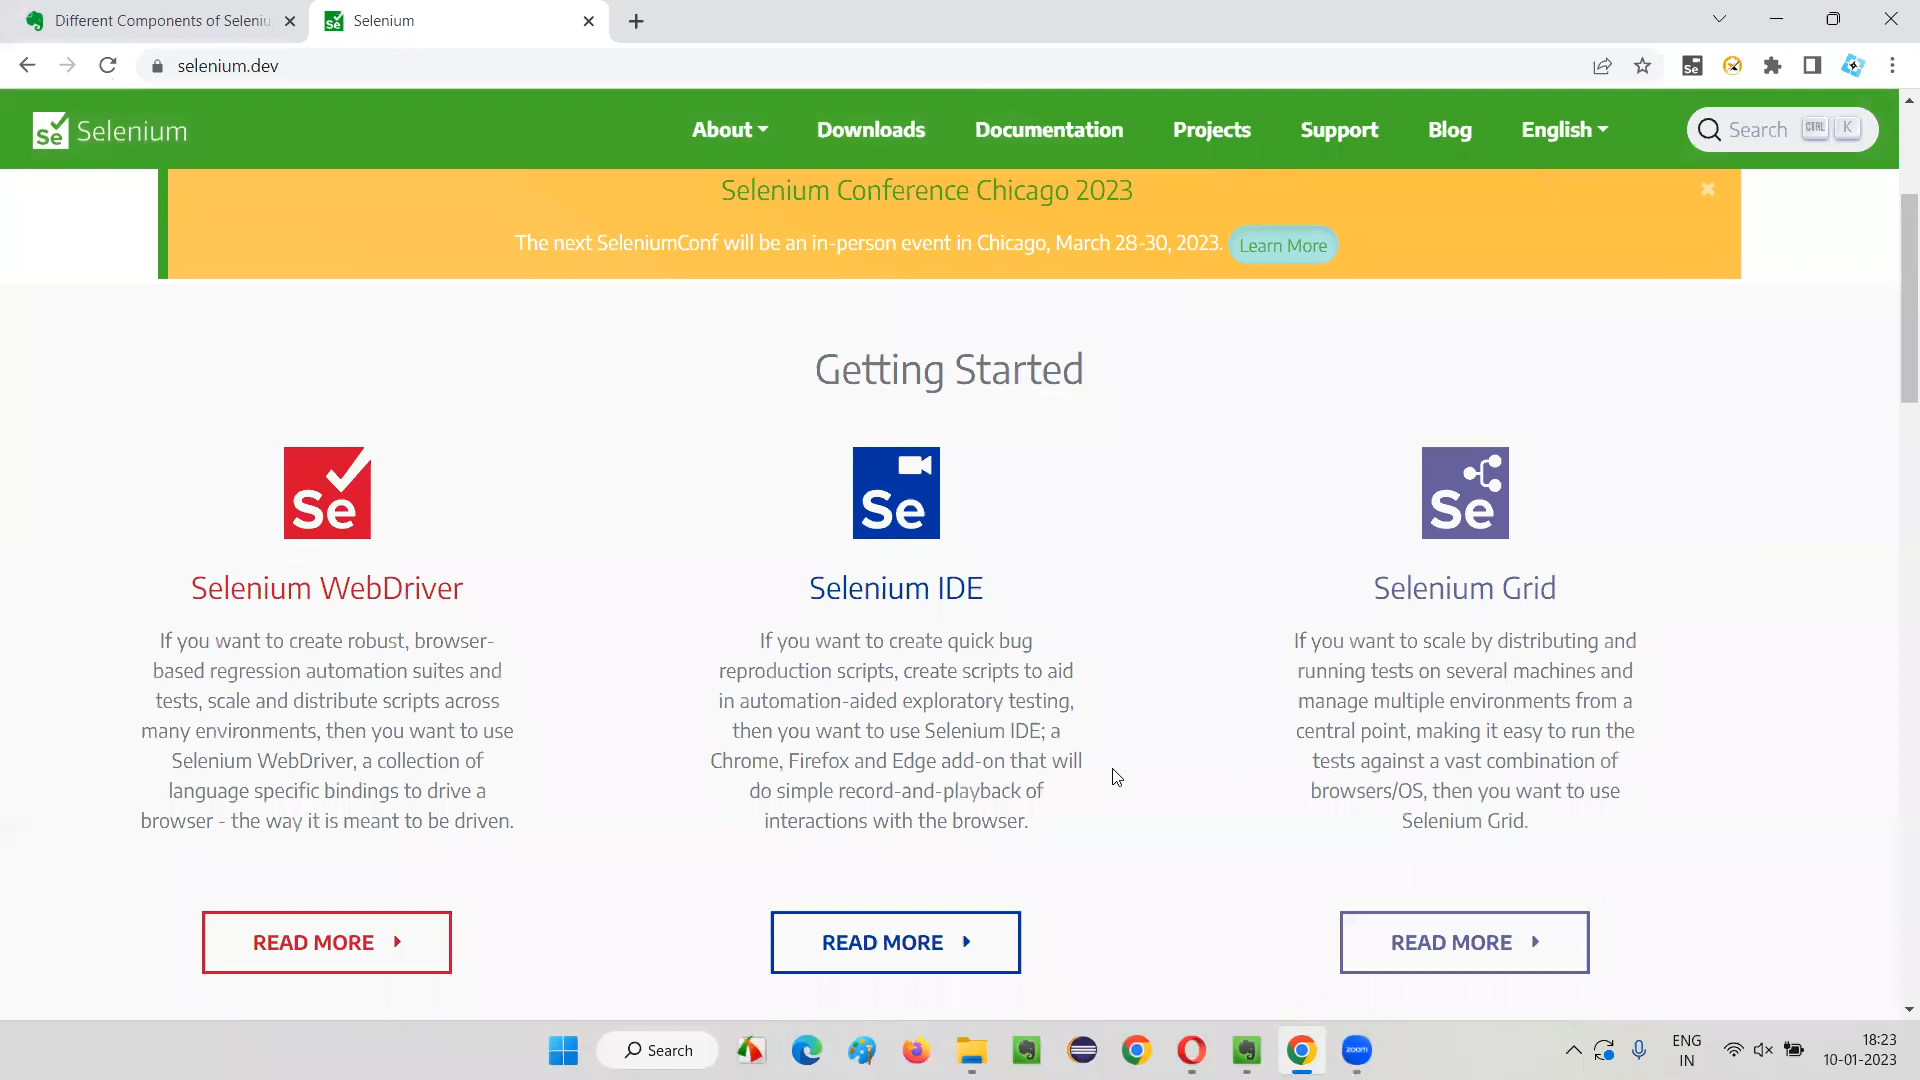 Different Components of Seleniu
Selenium
selenium.dev
Se
Se Selenium
About
Downloads
Documentation
Projects
Support
Blog
English
Search CTRL K
Selenium Conference Chicago 2023
The next SeleniumConf will be an in-person event in Chicago, March 28-30, 2023. Learn More
Getting Started
Se
Selenium WebDriver
If you want to create robust, browser-
based regression automation suites and
tests, scale and distribute scripts across
many environments, then you want to use
Selenium WebDriver, a collection of
language specific bindings to drive a
browser - the way it is meant to be driven.
READ MORE
Se
Selenium IDE
If you want to create quick bug
reproduction scripts, create scripts to aid
in automation-aided exploratory testing,
then you want to use Selenium IDE; a
Chrome, Firefox and Edge add-on that will
do simple record-and-playback of
interactions with the browser.
READ MORE
Se
Selenium Grid
If you want to scale by distributing and
running tests on several machines and
manage multiple environments from a
central point, making it easy to run the
tests against a vast combination of
browsers/OS, then you want to use
Selenium Grid.
READ MORE
Search
zoom
ENG
IN
18:23
10-01-2023